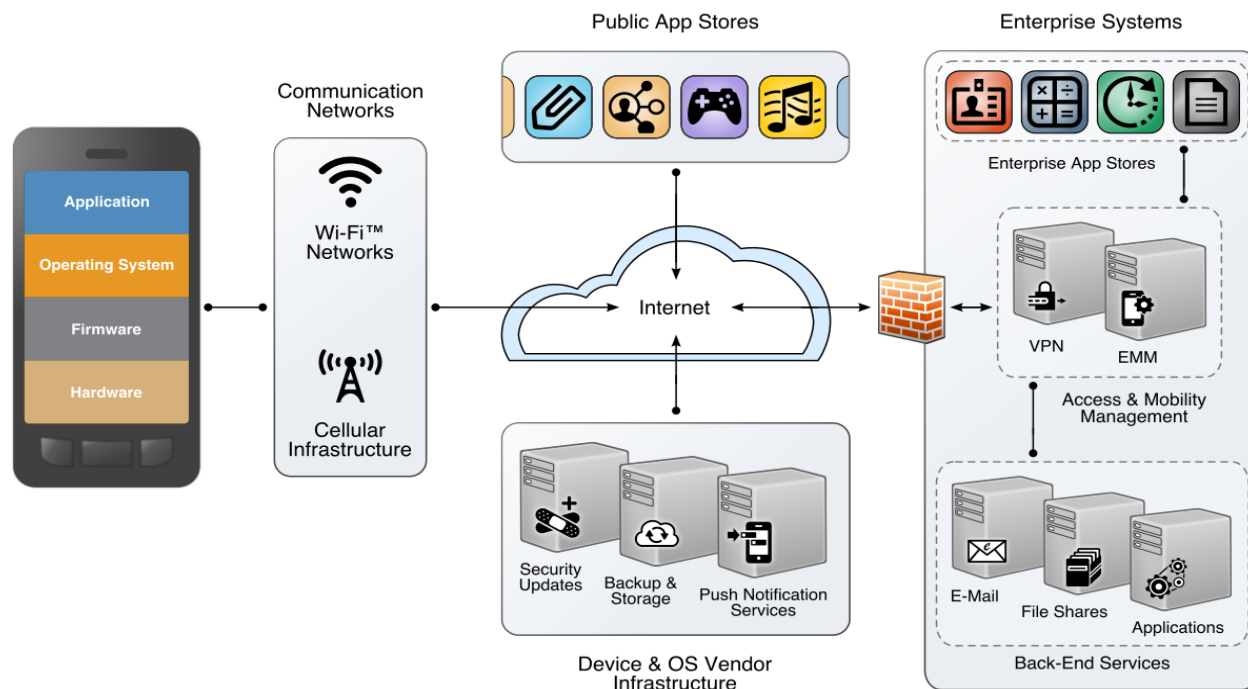 Public App Stores
Enterprise Systems
Communication
Networks
Application
Operating System
Firmware
Hardware
Wi-Fi™
Networks
Cellular
Infrastructure
Internet
Enterprise App Stores
VPN
EMM
Access & Mobility
Management
Security
Updates
Backup &
Storage
Push Notification
Services
Device & OS Vendor
Infrastructure
E-Mail
File Shares
Applications
Back-End Services